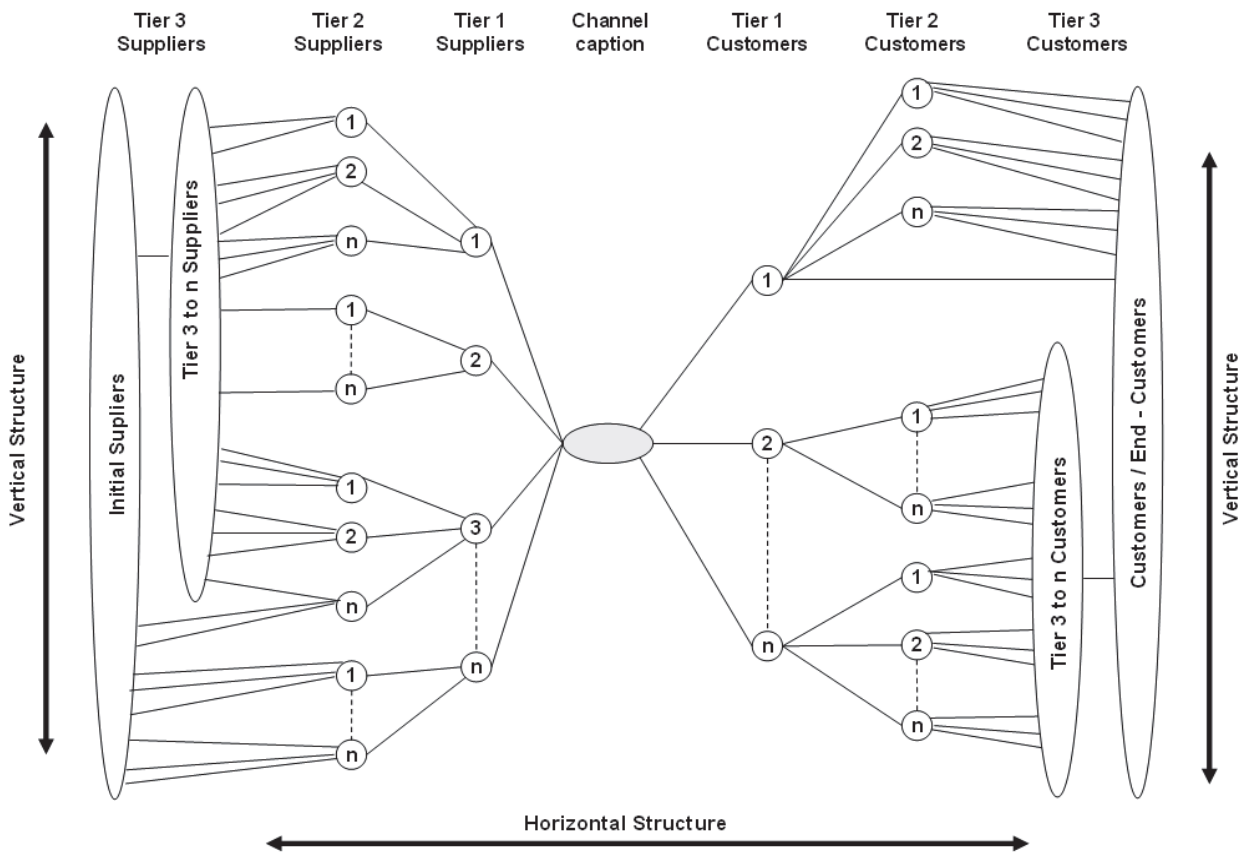 Tier 3
Suppliers
Tier 2
Suppliers
Tier 1
Suppliers
Channel
caption
Tier 1
Customers
Tier 2
Customers
Tier 3
Customers
Vertical Structure
Initial Supliers
Tier 3 to n Suppliers
1
2
n
1
n
1
2
n
1
n
1
2
3
n
1
2
n
1
2
n
1
n
1
2
n
Tier 3 to n Customers
Customers / End - Customers
Vertical Structure
Horizontal Structure